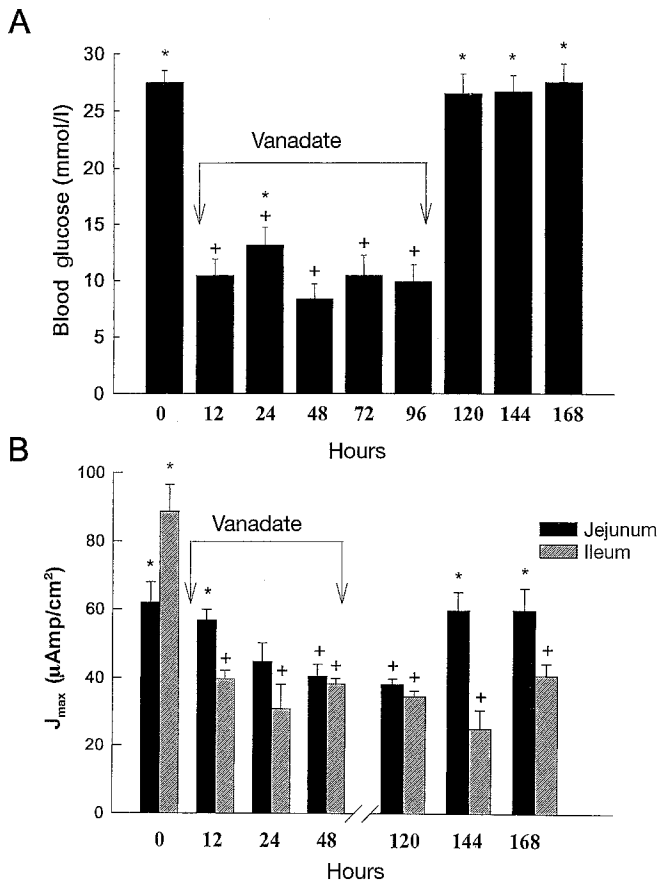 A
Blood glucose (mmol/l)
30
25
20
15
10
5
0
Vanadate
* + * + + + + * * *
0 12 24 48 72 96 120 144 168
Hours
B
J max (µAmp/cm²)
100
80
60
40
20
0
Vanadate
Jejunum
Ileum
* * * + + + + + + * + * +
0 12 24 48 120 144 168
Hours